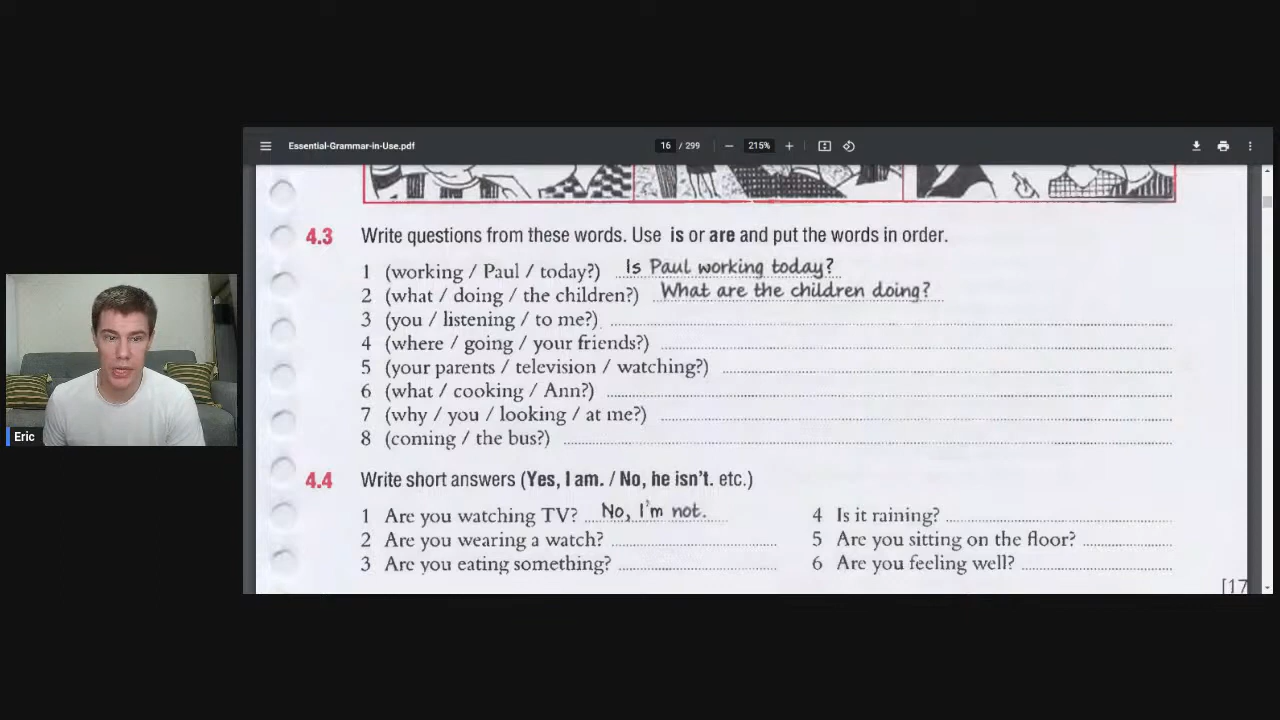 Essential-Grammar-in-Use.pdf 16 / 299 215%
4.3 Write questions from these words. Use is or are and put the words in order.
1 (working / Paul / today?) Is Paul working today?
2 (what / doing / the children?) What are the children doing?
3 (you / listening / to me?)
4 (where / going / your friends?)
5 (your parents / television / watching?)
6 (what / cooking / Ann?)
7 (why / you / looking / at me?)
8 (coming / the bus?)
Eric
4.4 Write short answers (Yes, I am. / No, he isn't. etc.)
1 Are you watching TV? No, I'm not.
2 Are you wearing a watch?
3 Are you eating something?
4 Is it raining?
5 Are you sitting on the floor?
6 Are you feeling well?
[17